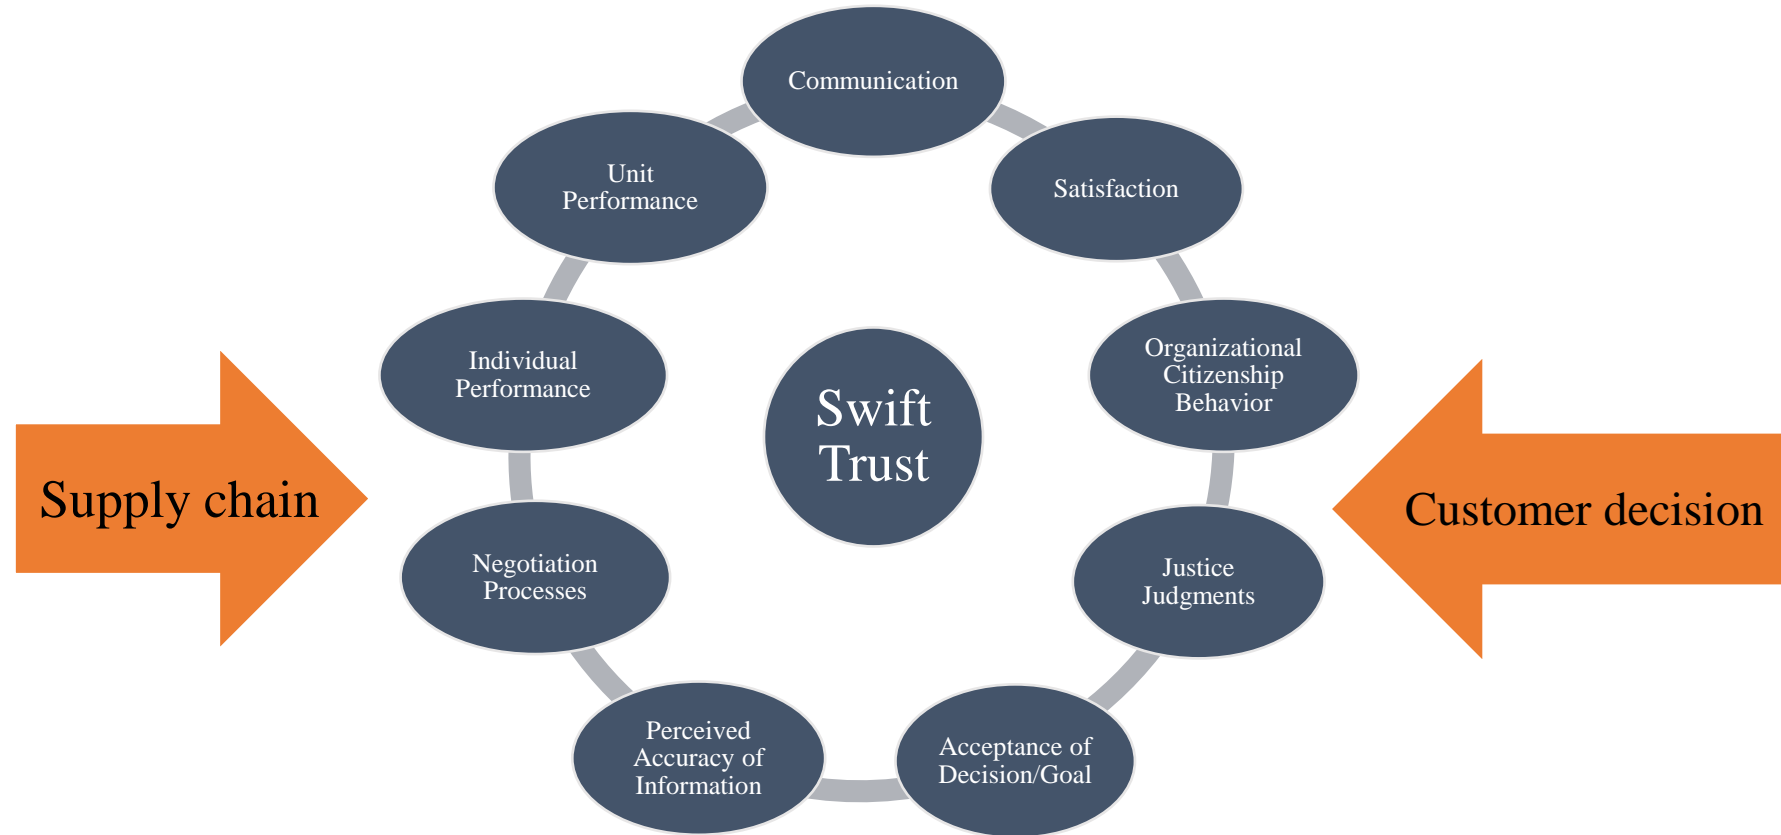 Communication
Unit
Performance
Satisfaction
Individual
Performance
Organizational
Citizenship
Behavior
Swift
Trust
Supply chain
Customer decision
Negotiation
Processes
Justice
Judgments
Perceived
Accuracy of
Information
Acceptance of
Decision/Goal